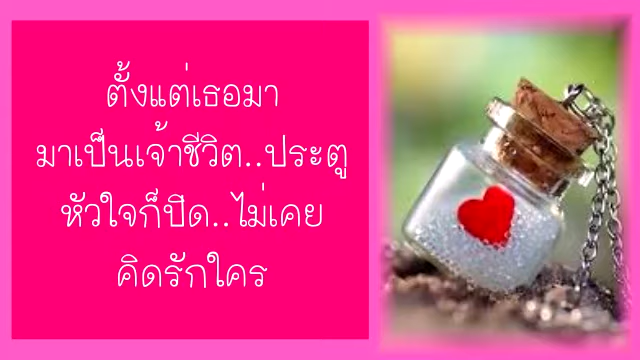 ตั้งแต่เธอมา
มาเป็นเจ้าชีวิต..ประตู
หัวใจก็ปิด..ไม่เคย
คิดรักใคร